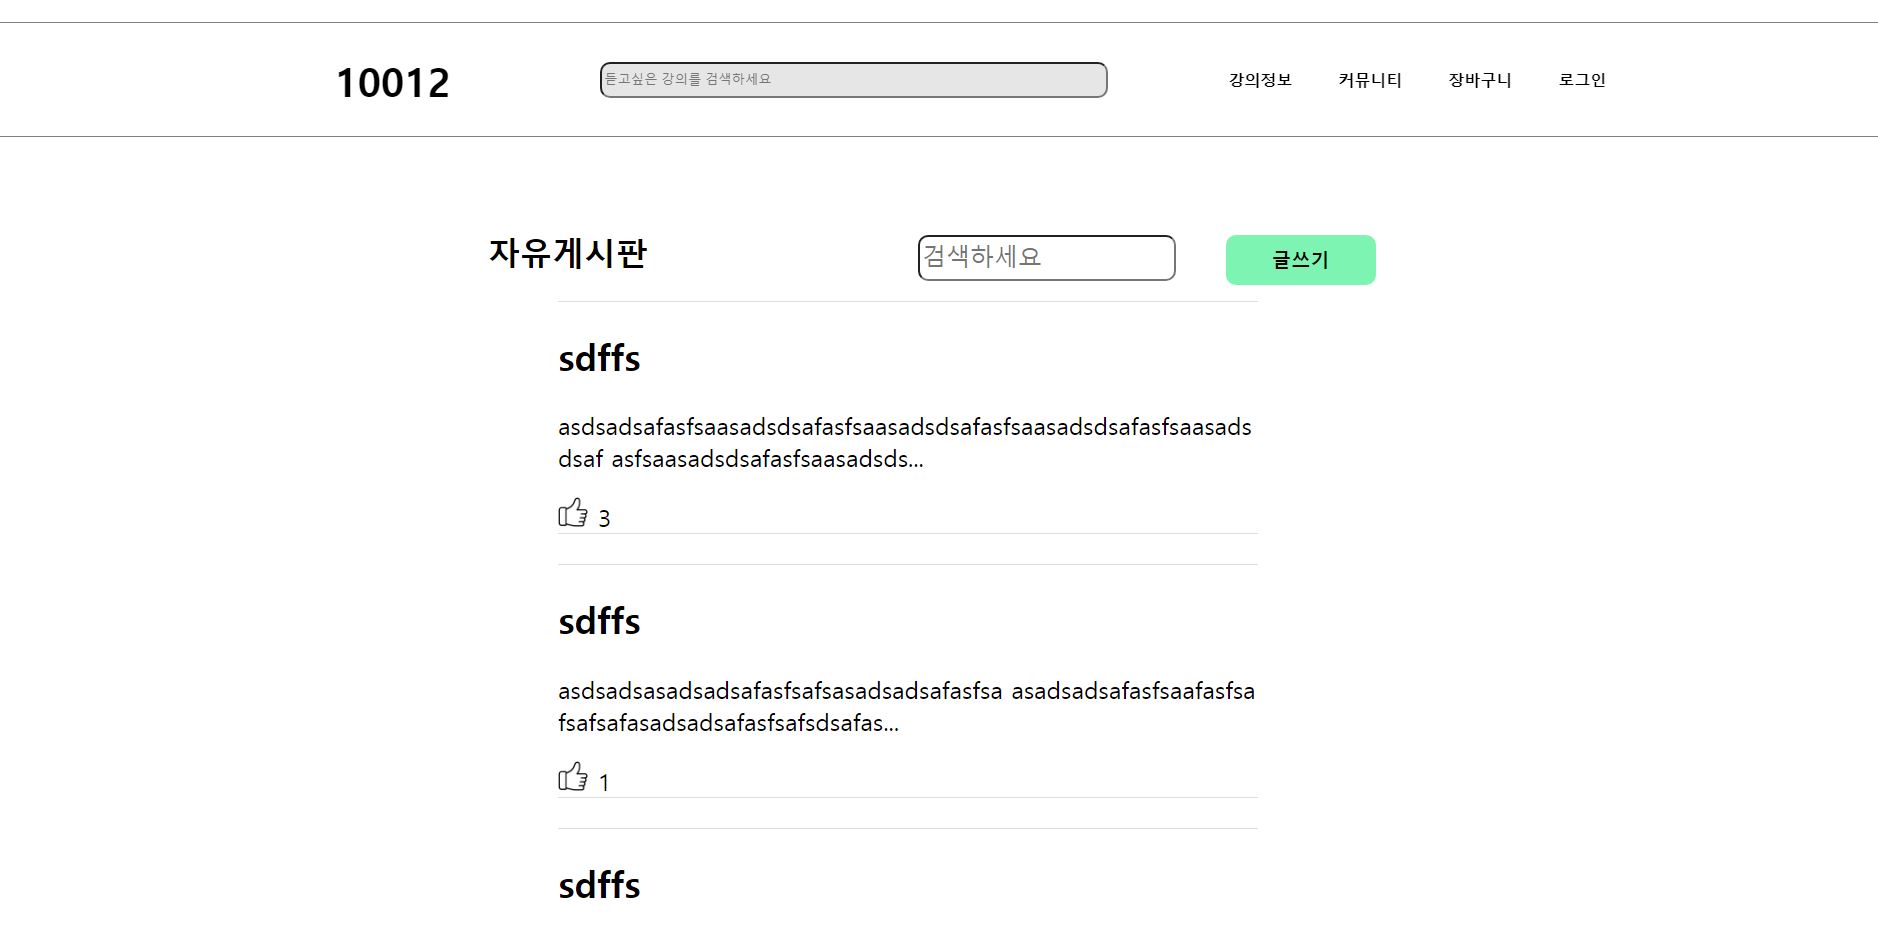 10012
듣고싶은 강의를 검색하세요
강의정보 커뮤니티 장바구니 로그인
자유게시판
검색하세요
글쓰기
sdffs
asdsadsafasfsaasadsdsafasfsaasadsdsafasfsaasadsdsafasfsaasads
dsaf asfsaasadsdsafasfsaasadsds...
3
sdffs
asdsadsasadsadsafasfsafsasadsadsafasfsa asadsadsafasfsaafasfsa
fsafsafasadsadsafasfsafsdsafas...
1
sdffs